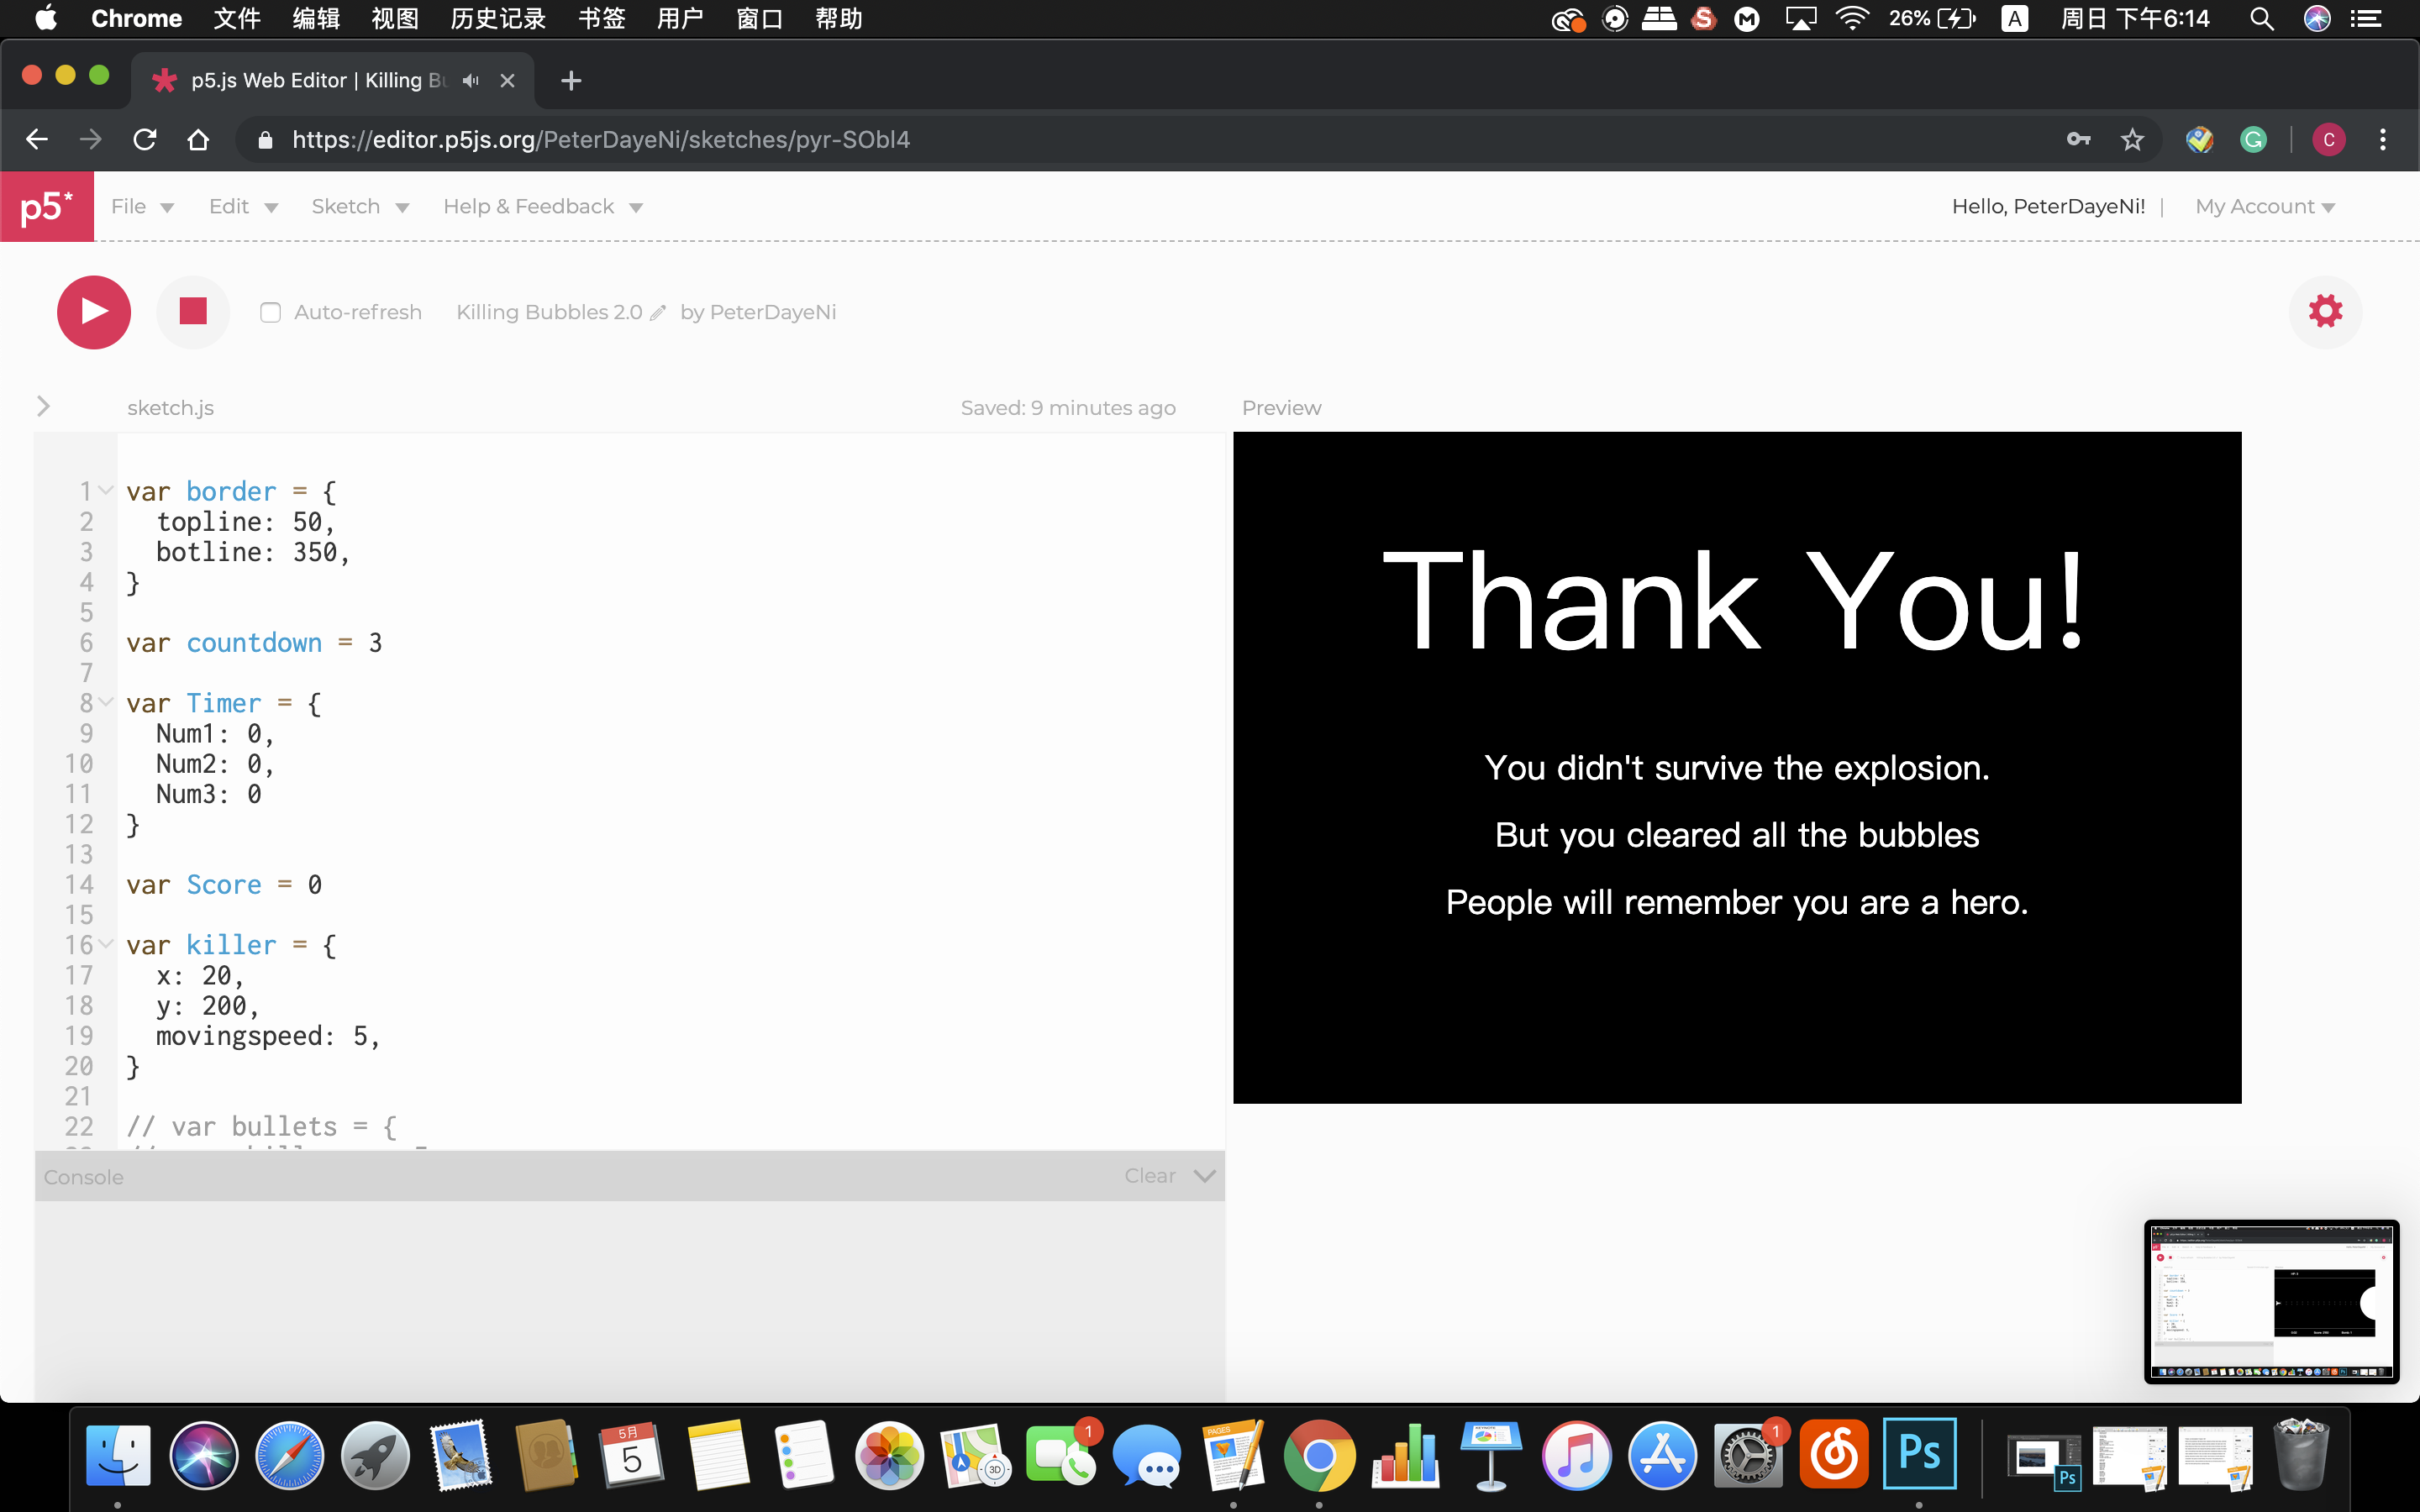 Chrome 文件 编辑 视图 历史记录 书签 用户 窗口 帮助 26% A 周日 下午6:14
p5.js Web Editor | Killing Bu
https://editor.p5js.org/PeterDayeNi/sketches/pyr-SObl4 C
p5* File Edit Sketch Help & Feedback Hello, PeterDayeNi! | My Account
Auto-refresh Killing Bubbles 2.0 by PeterDayeNi
sketch.js Saved: 9 minutes ago Preview
1 var border = {
2 topline: 50,
3 botline: 350,
4 }
5
6 var countdown = 3
7
8 var Timer = {
9 Num1: 0,
10 Num2: 0,
11 Num3: 0
12 }
13
14 var Score = 0
15
16 var killer = {
17 x: 20,
18 y: 200,
19 movingspeed: 5,
20 }
21
22 // var bullets = {
Console Clear
Thank You!
You didn't survive the explosion.
But you cleared all the bubbles
People will remember you are a hero.
5月
5
3D
1
PAGES
1
Ps
Ps